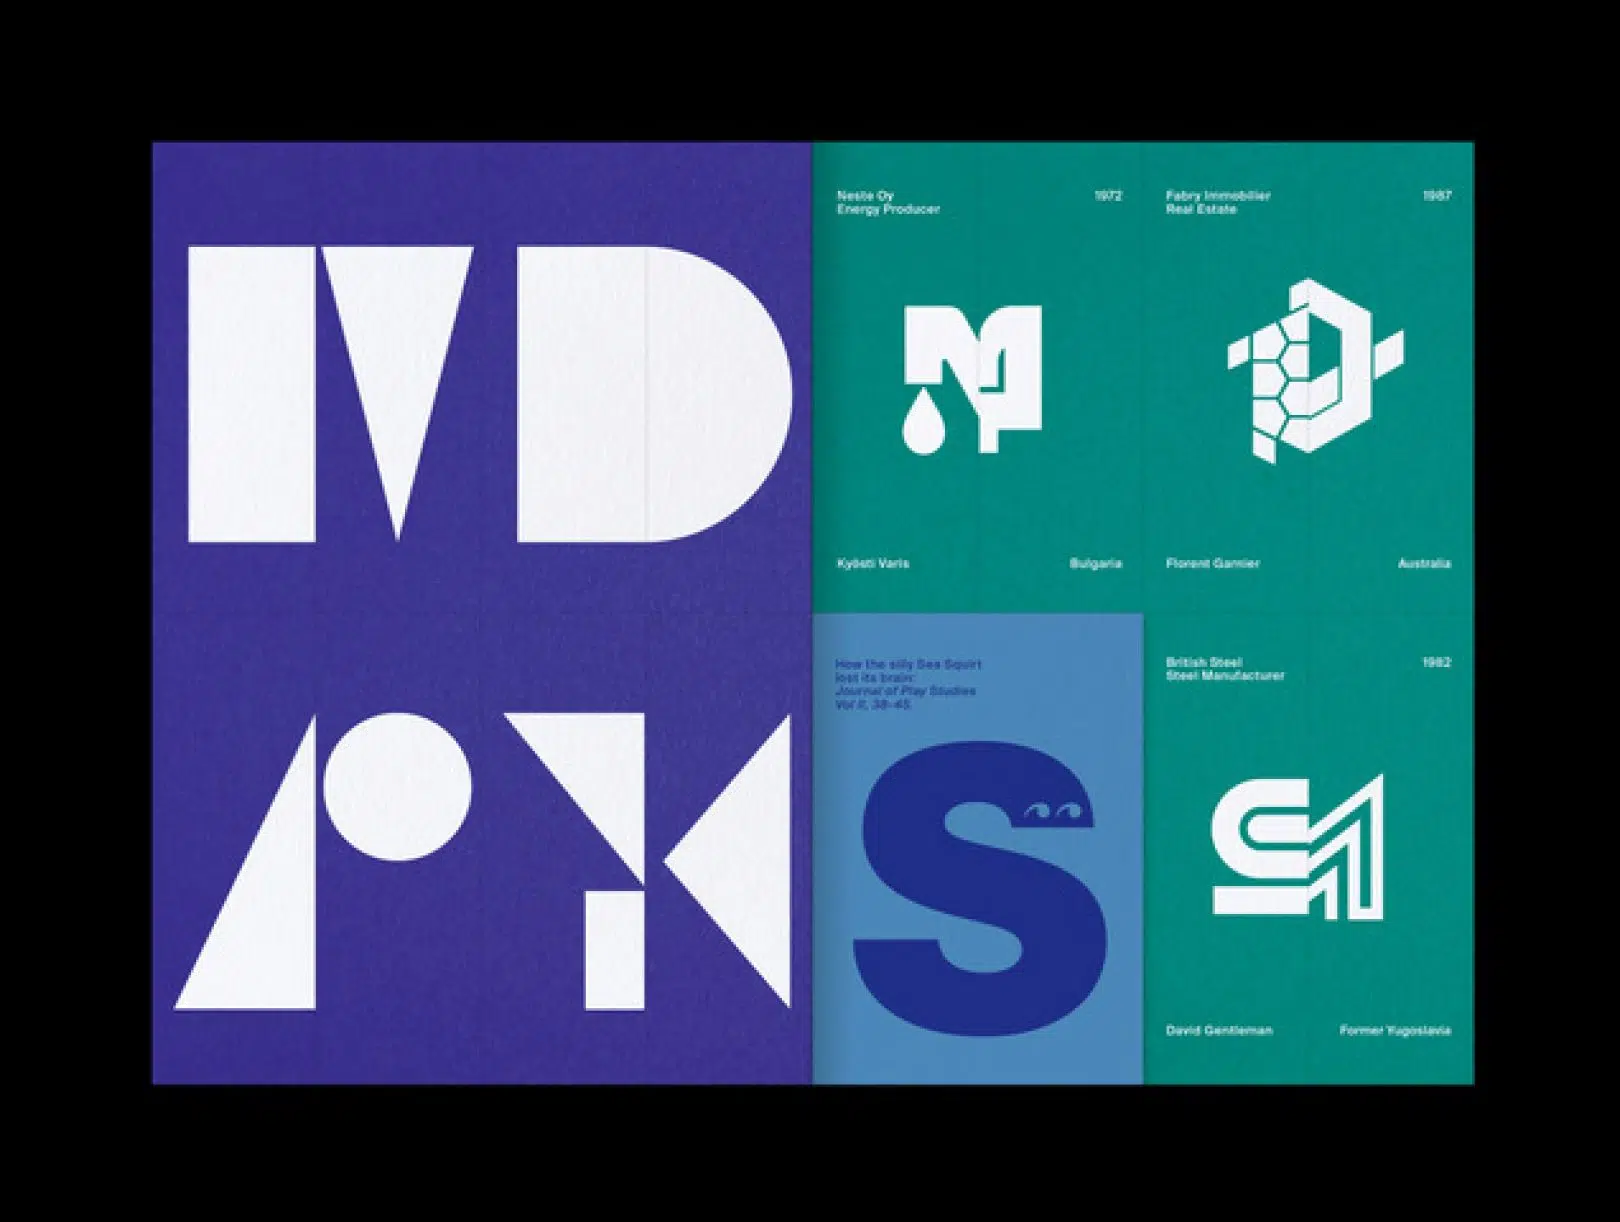 MD
Neste Oy
Energy Producer
1972
Kyösti Varis
Bulgaria
Fabry Immobilier
Real Estate
1987
Florent Garnier
Australia
How the silly Sea Squirt
lost its brain:
Journal of Play Studies
Vol II, 38–45.
S
British Steel
Steel Manufacturer
1982
David Gentleman
Former Yugoslavia